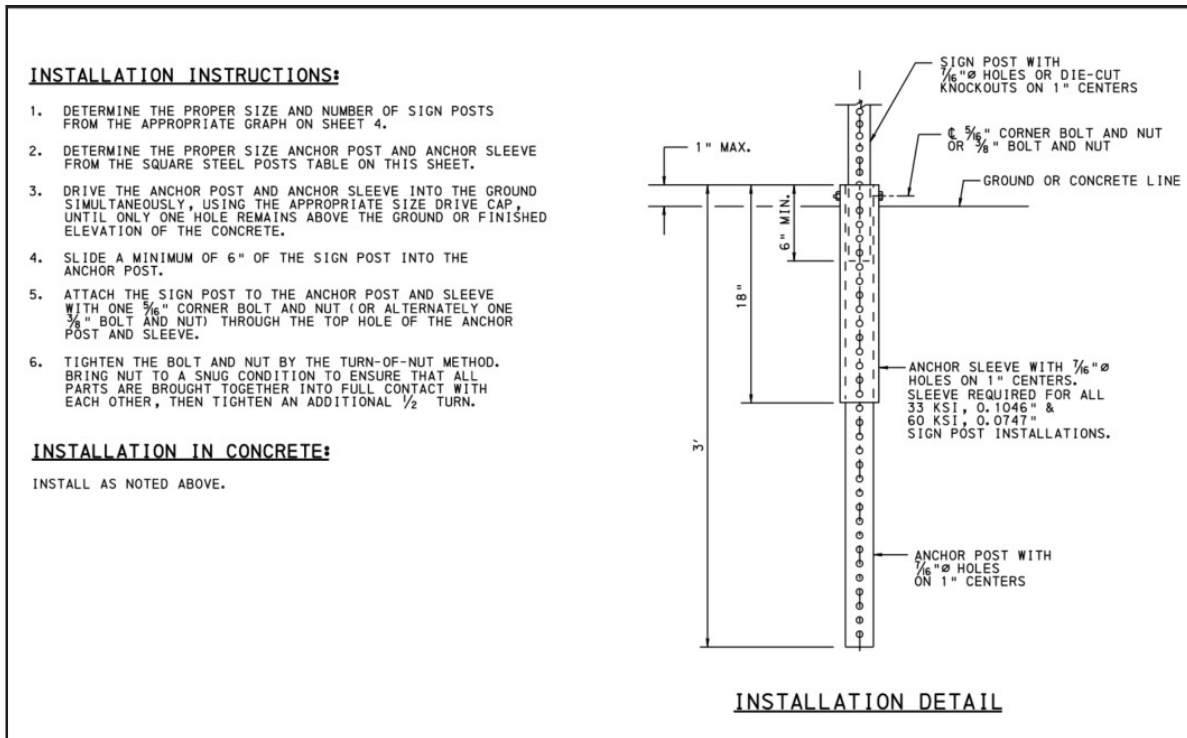 INSTALLATION INSTRUCTIONS:
1. DETERMINE THE PROPER SIZE AND NUMBER OF SIGN POSTS
FROM THE APPROPRIATE GRAPH ON SHEET 4.
2. DETERMINE THE PROPER SIZE ANCHOR POST AND ANCHOR SLEEVE
FROM THE SQUARE STEEL POSTS TABLE ON THIS SHEET.
3. DRIVE THE ANCHOR POST AND ANCHOR SLEEVE INTO THE GROUND
SIMULTANEOUSLY, USING THE APPROPRIATE SIZE DRIVE CAP,
UNTIL ONLY ONE HOLE REMAINS ABOVE THE GROUND OR FINISHED
ELEVATION OF THE CONCRETE.
4. SLIDE A MINIMUM OF 6" OF THE SIGN POST INTO THE
ANCHOR POST.
5. ATTACH THE SIGN POST TO THE ANCHOR POST AND SLEEVE
WITH ONE 5/16" CORNER BOLT AND NUT (OR ALTERNATELY ONE
3/8" BOLT AND NUT) THROUGH THE TOP HOLE OF THE ANCHOR
POST AND SLEEVE.
6. TIGHTEN THE BOLT AND NUT BY THE TURN-OF-NUT METHOD.
BRING NUT TO A SNUG CONDITION TO ENSURE THAT ALL
PARTS ARE BROUGHT TOGETHER INTO FULL CONTACT WITH
EACH OTHER, THEN TIGHTEN AN ADDITIONAL 1/2 TURN.
INSTALLATION IN CONCRETE:
INSTALL AS NOTED ABOVE.
SIGN POST WITH
7/16"Ø HOLES OR DIE-CUT
KNOCKOUTS ON 1" CENTERS
℄ 5/16" CORNER BOLT AND NUT
OR 3/8" BOLT AND NUT
1" MAX.
GROUND OR CONCRETE LINE
6" MIN.
18"
3'
ANCHOR SLEEVE WITH 7/16"Ø
HOLES ON 1" CENTERS.
SLEEVE REQUIRED FOR ALL
33 KSI, 0.1046" &
60 KSI, 0.0747"
SIGN POST INSTALLATIONS.
ANCHOR POST WITH
7/16"Ø HOLES
ON 1" CENTERS
INSTALLATION DETAIL